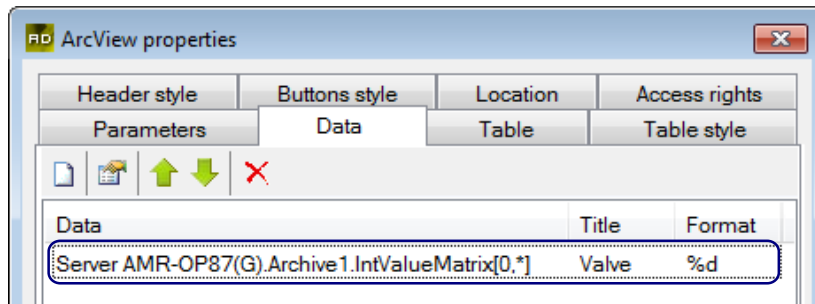 RD ArcView properties
Header style Buttons style Location Access rights
Parameters Data Table Table style
Data Title Format
Server AMR-OP87(G).Archive1.IntValueMatrix[0,*] Valve %d